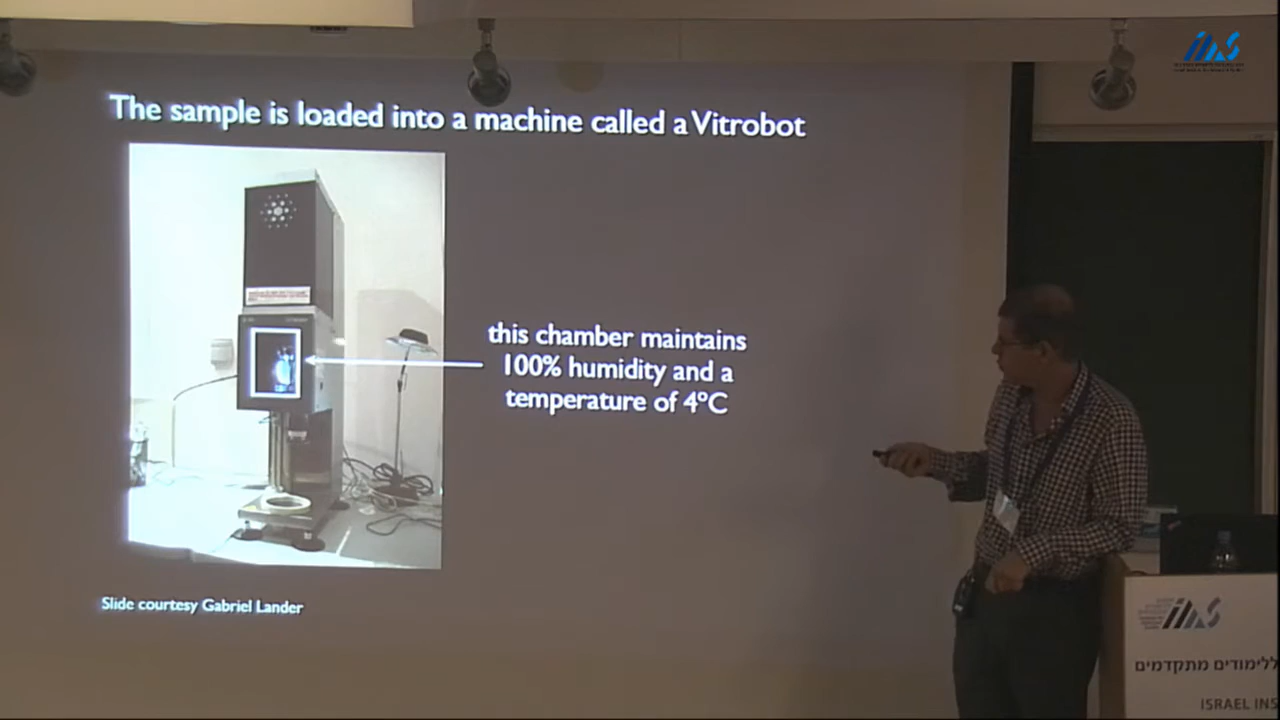 The sample is loaded into a machine called a Vitrobot
this chamber maintains
100% humidity and a
temperature of 4°C
Slide courtesy Gabriel Lander
ללימודים מתקדמים
ISRAEL INS